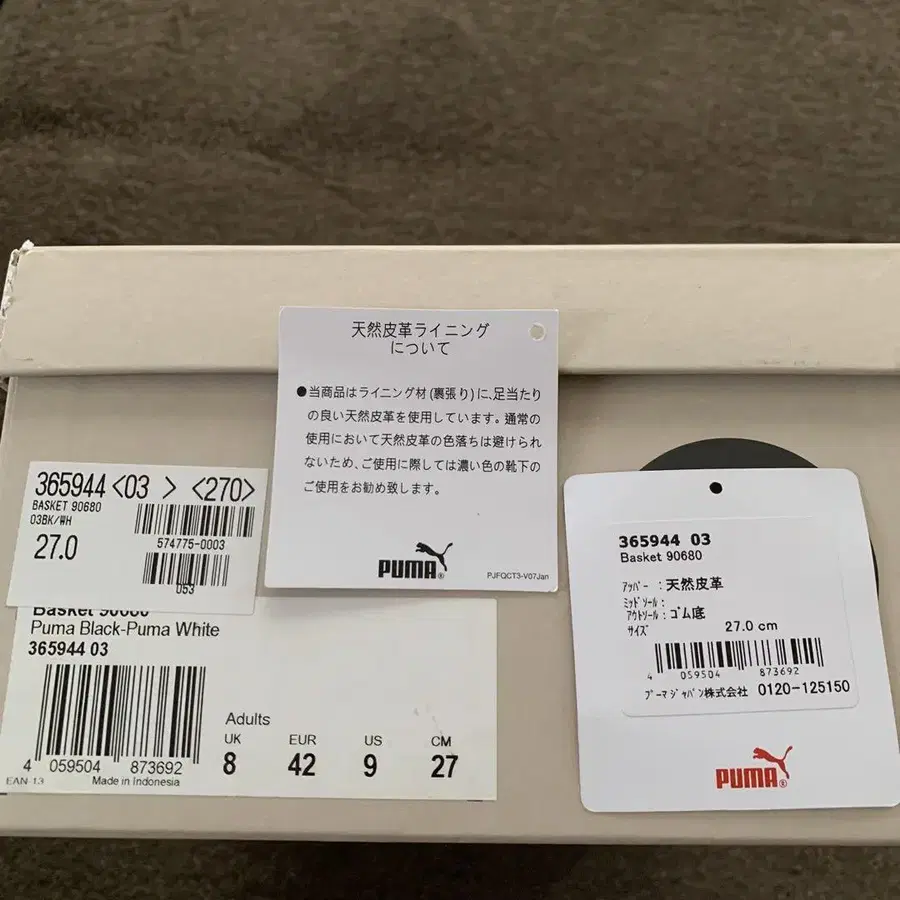 天然皮革ライニング
について
●当商品はライニング材(裏張り)に、足当たり
の良い天然皮革を使用しています。通常の
使用において天然皮革の色落ちは避けられ
ないため、ご使用に際しては濃い色の靴下の
ご使用をお勧め致します。
PUMA®
PJFQCT3-V07Jan
365944 <03 > <270>
BASKET 90680
03BK/WH
27.0
574775-0003
053
Basket 90680
Puma Black-Puma White
365944 03
4 059504 873692
EAN-13
Made in Indonesia
Adults
UK EUR US CM
8 42 9 27
365944 03
Basket 90680
ｱｯﾊﾟｰ : 天然皮革
ﾐｯﾄﾞｿｰﾙ :
ｱｳﾄｿｰﾙ : ゴム底
ｻｲｽﾞ 27.0 cm
4 059504 873692
ﾌﾟｰﾏ ｼﾞｬﾊﾟﾝ株式会社 0120-125150
PUMA®